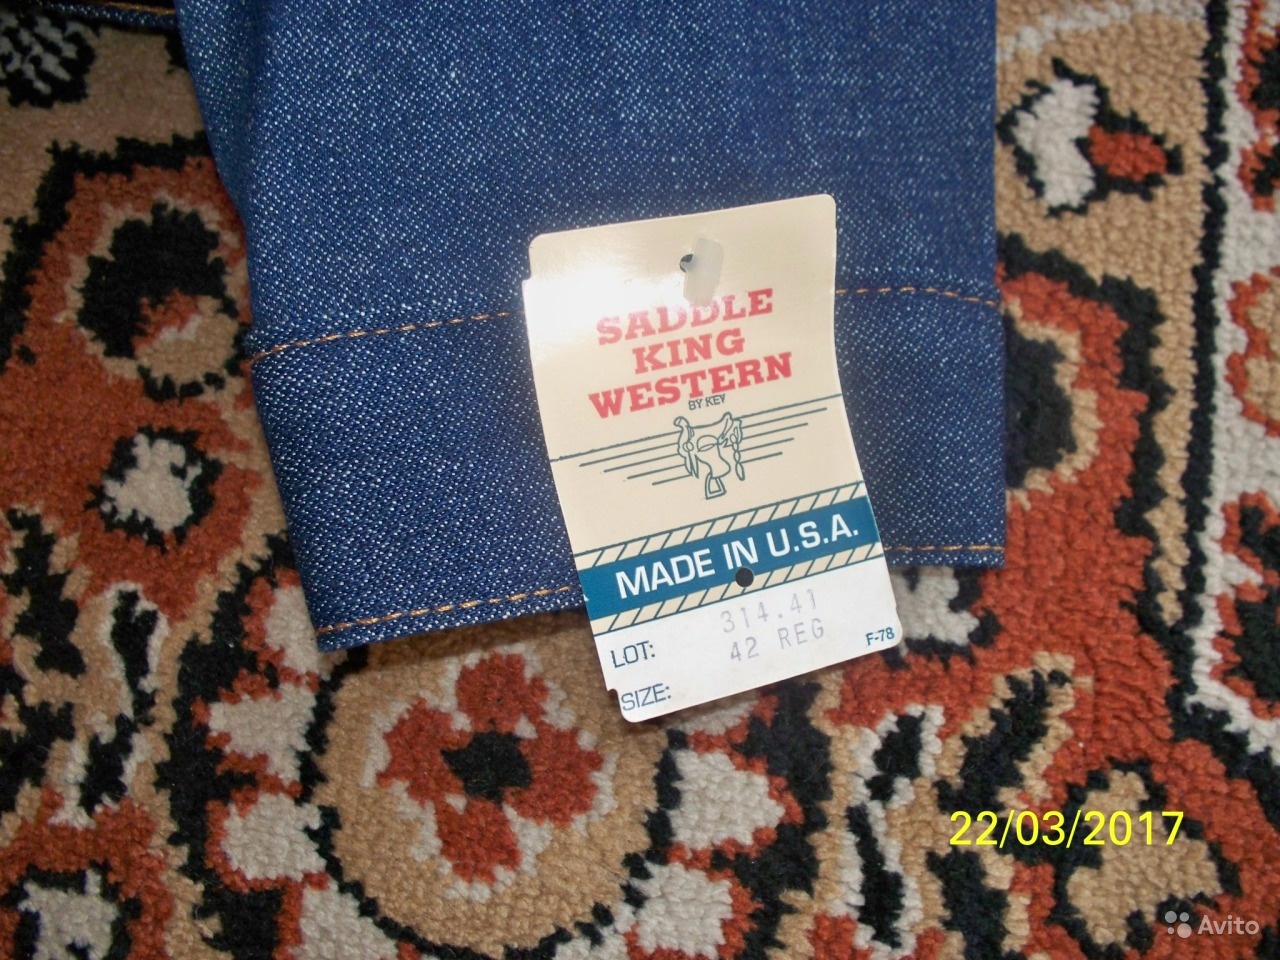 SADDLE
KING
WESTERN
BY KEY
MADE IN U.S.A.
314.41
LOT:
42 REG
F-78
SIZE:
22/03/2017
Avito